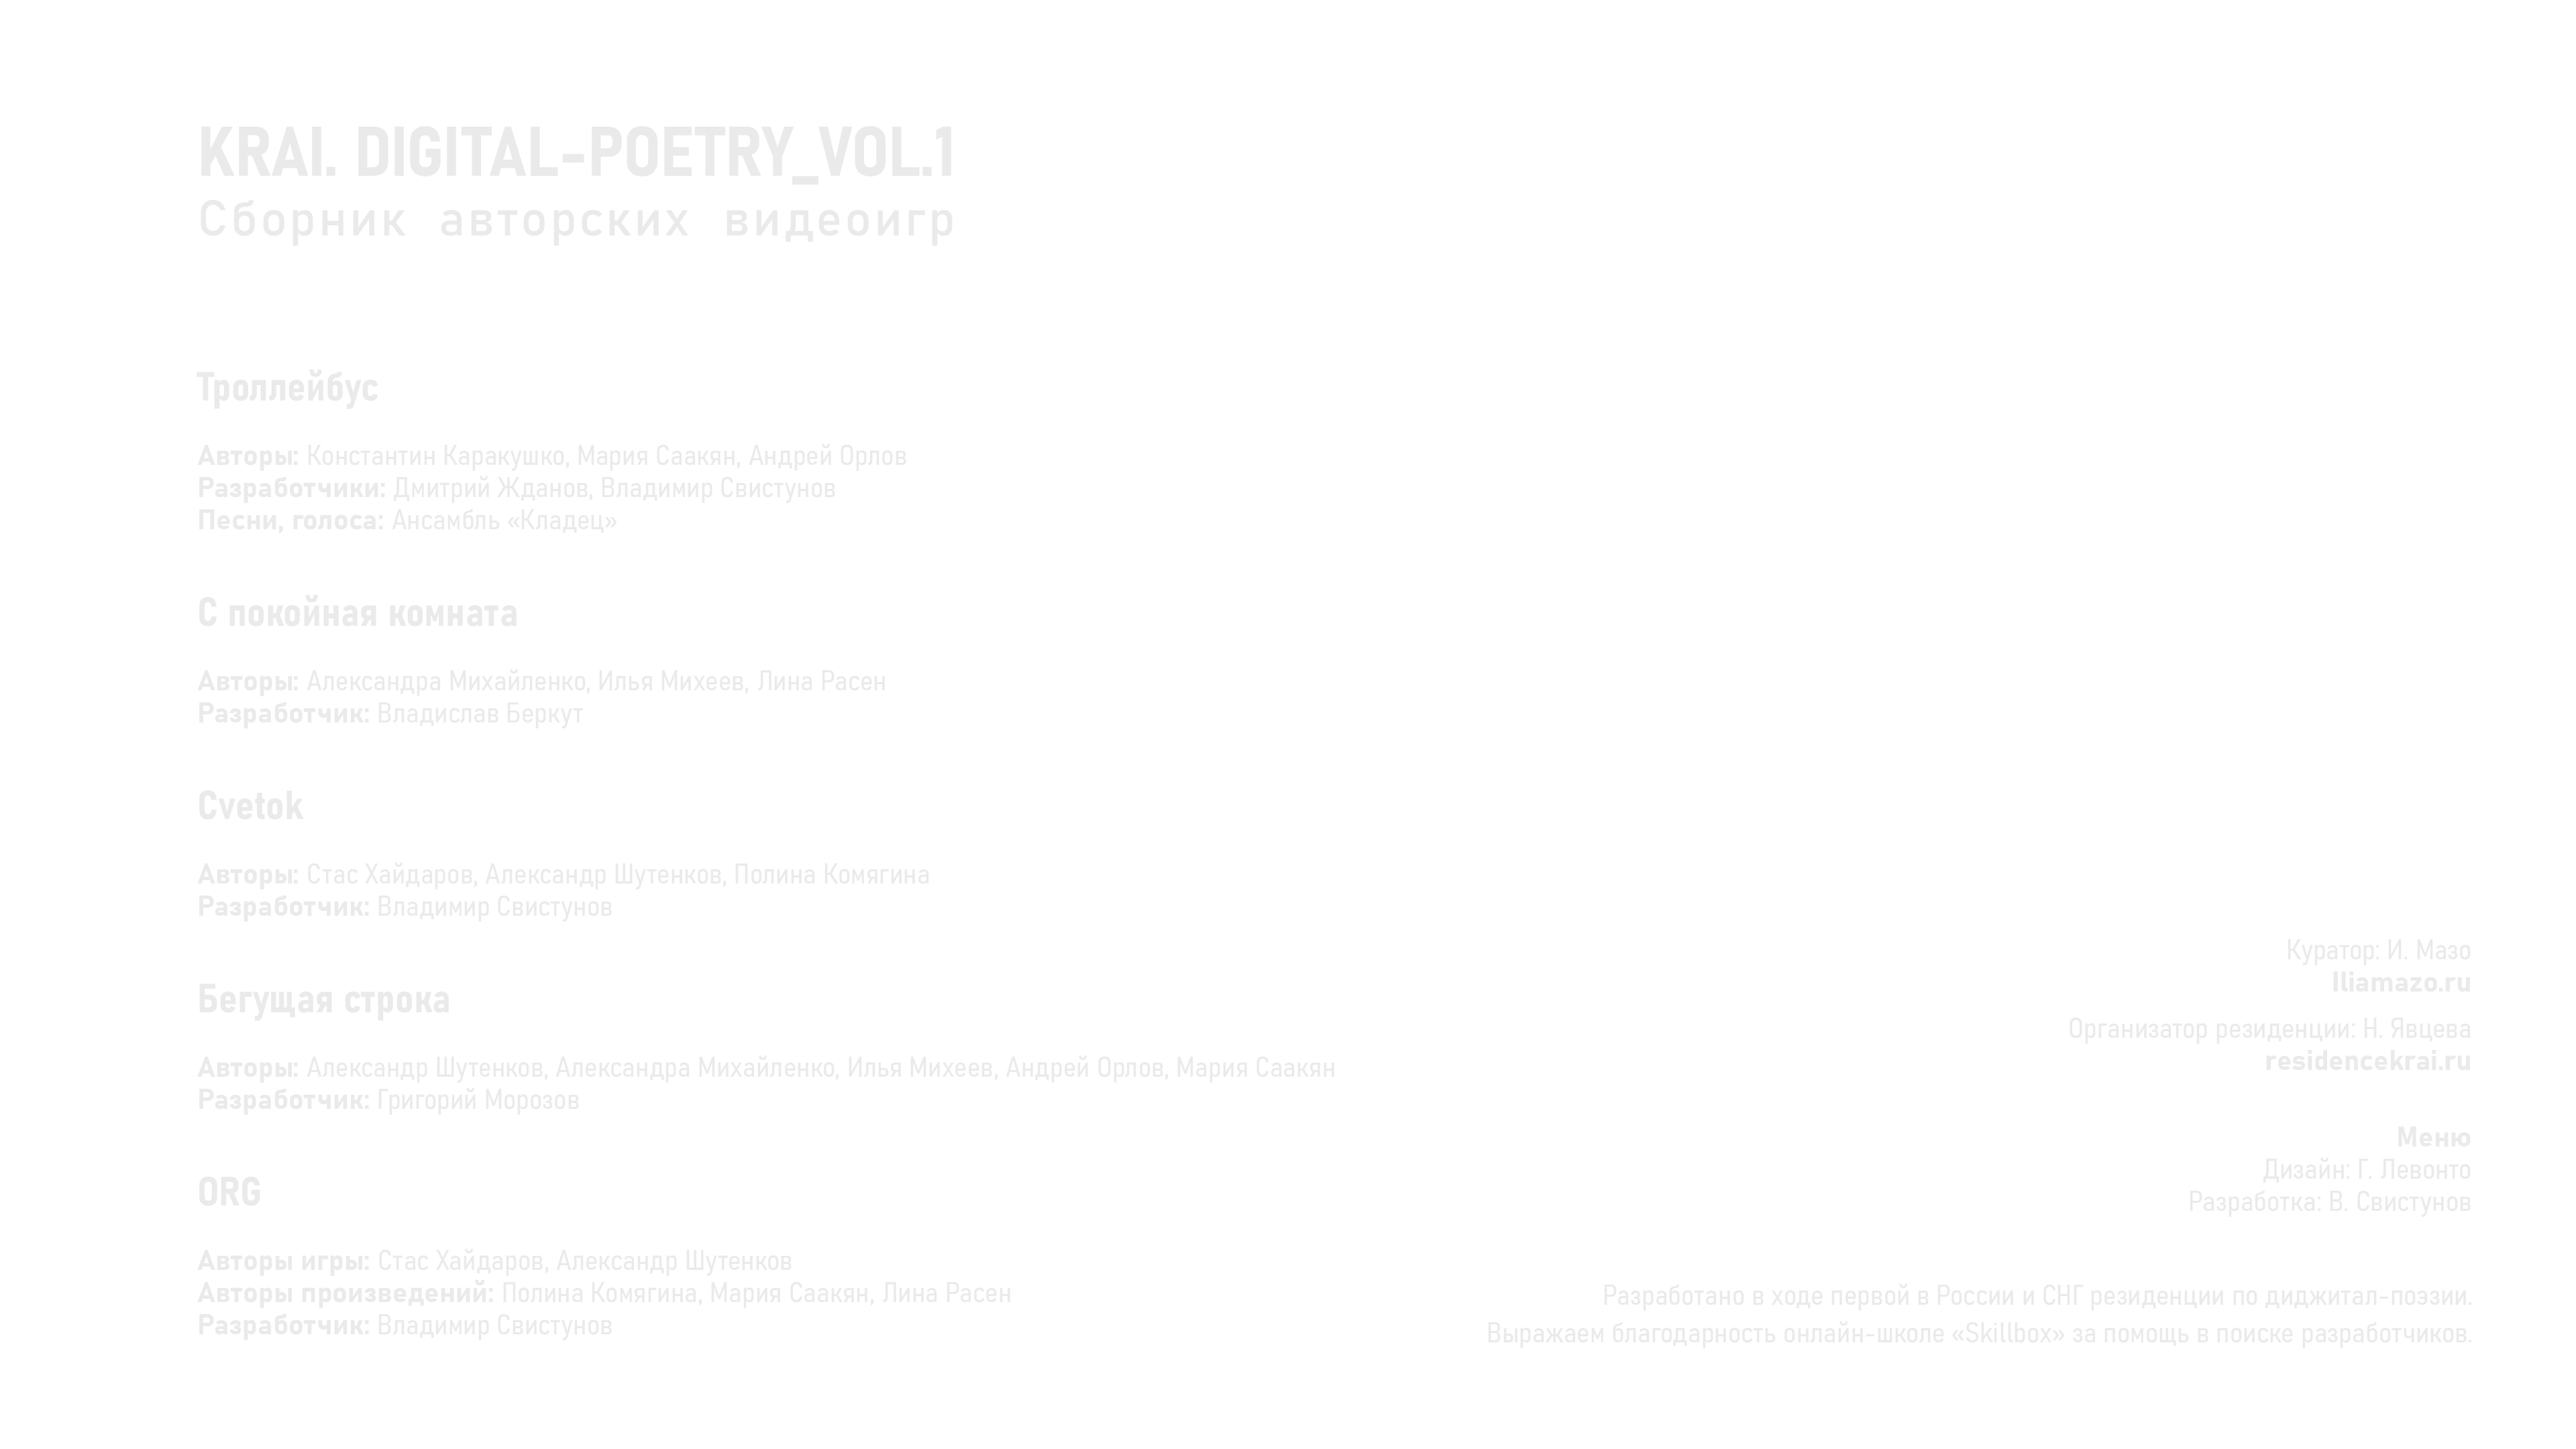 KRAI. DIGITAL-POETRY_VOL.1
Сборник авторских видеоигр
Троллейбус
Авторы: Константин Каракушко, Мария Саакян, Андрей Орлов
Разработчики: Дмитрий Жданов, Владимир Свистунов
Песни, голоса: Ансамбль «Кладец»
С покойная комната
Авторы: Александра Михайленко, Илья Михеев, Лина Расен
Разработчик: Владислав Беркут
Cvetok
Авторы: Стас Хайдаров, Александр Шутенков, Полина Комягина
Разработчик: Владимир Свистунов
Бегущая строка
Авторы: Александр Шутенков, Александра Михайленко, Илья Михеев, Андрей Орлов, Мария Саакян
Разработчик: Григорий Морозов
ORG
Авторы игры: Стас Хайдаров, Александр Шутенков
Авторы произведений: Полина Комягина, Мария Саакян, Лина Расен
Разработчик: Владимир Свистунов
Куратор: И. Мазо
Iliamazo.ru
Организатор резиденции: Н. Явцева
residencekrai.ru
Меню
Дизайн: Г. Левонто
Разработка: В. Свистунов
Разработано в ходе первой в России и СНГ резиденции по диджитал-поэзии.
Выражаем благодарность онлайн-школе «Skillbox» за помощь в поиске разработчиков.